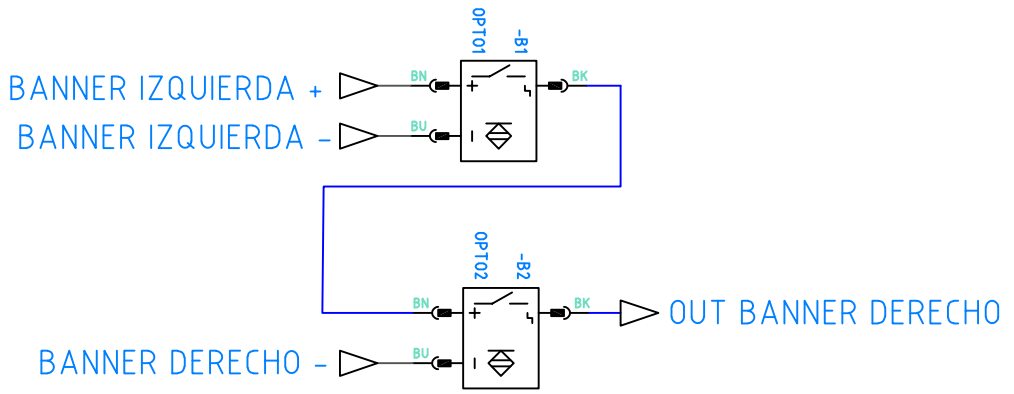 OPTO1
-B1
BANNER IZQUIERDA +
BN
BK
BANNER IZQUIERDA -
BU
OPTO2
-B2
BN
BK
OUT BANNER DERECHO
BANNER DERECHO -
BU